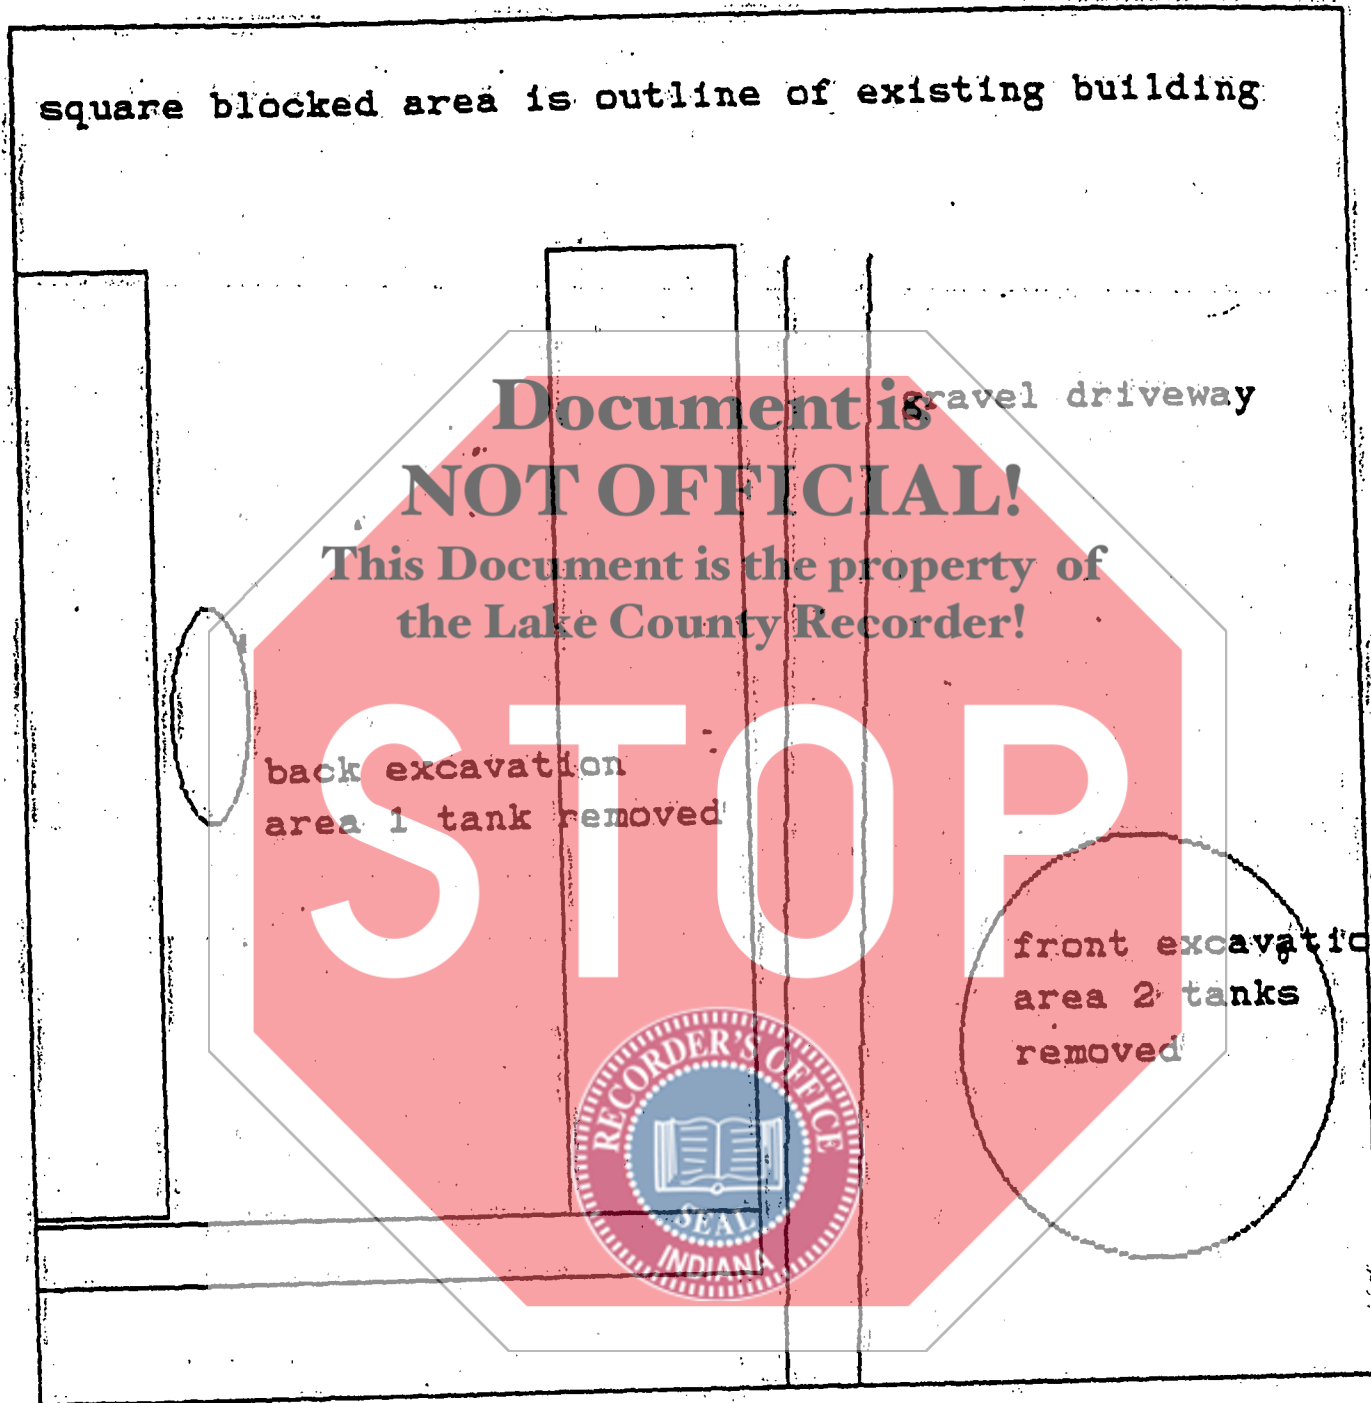 square blocked area is outline of existing building
gravel driveway
Document is
NOT OFFICIAL!
This Document is the property of
the Lake County Recorder!
STOP
back excavation
area 1 tank removed
front excavatio
area 2 tanks
removed
RECORDER'S OFFICE
SEAL
INDIANA